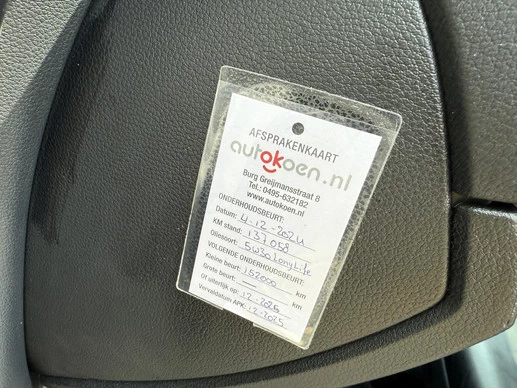 AFSPRAKENKAART
autokoen.nl
Burg Greijmansstraat 8
Tel.: 0495-632182
www.autokoen.nl
ONDERHOUDSBEURT:
Datum: 4-12-2024
KM stand: 137058
Oliesoort: 5W30 Longlife
VOLGENDE ONDERHOUDSBEURT:
Kleine beurt: 152000 km
Grote beurt: — km
Of uiterlijk op: 12-2025
Vervaldatum APK: 12-2025